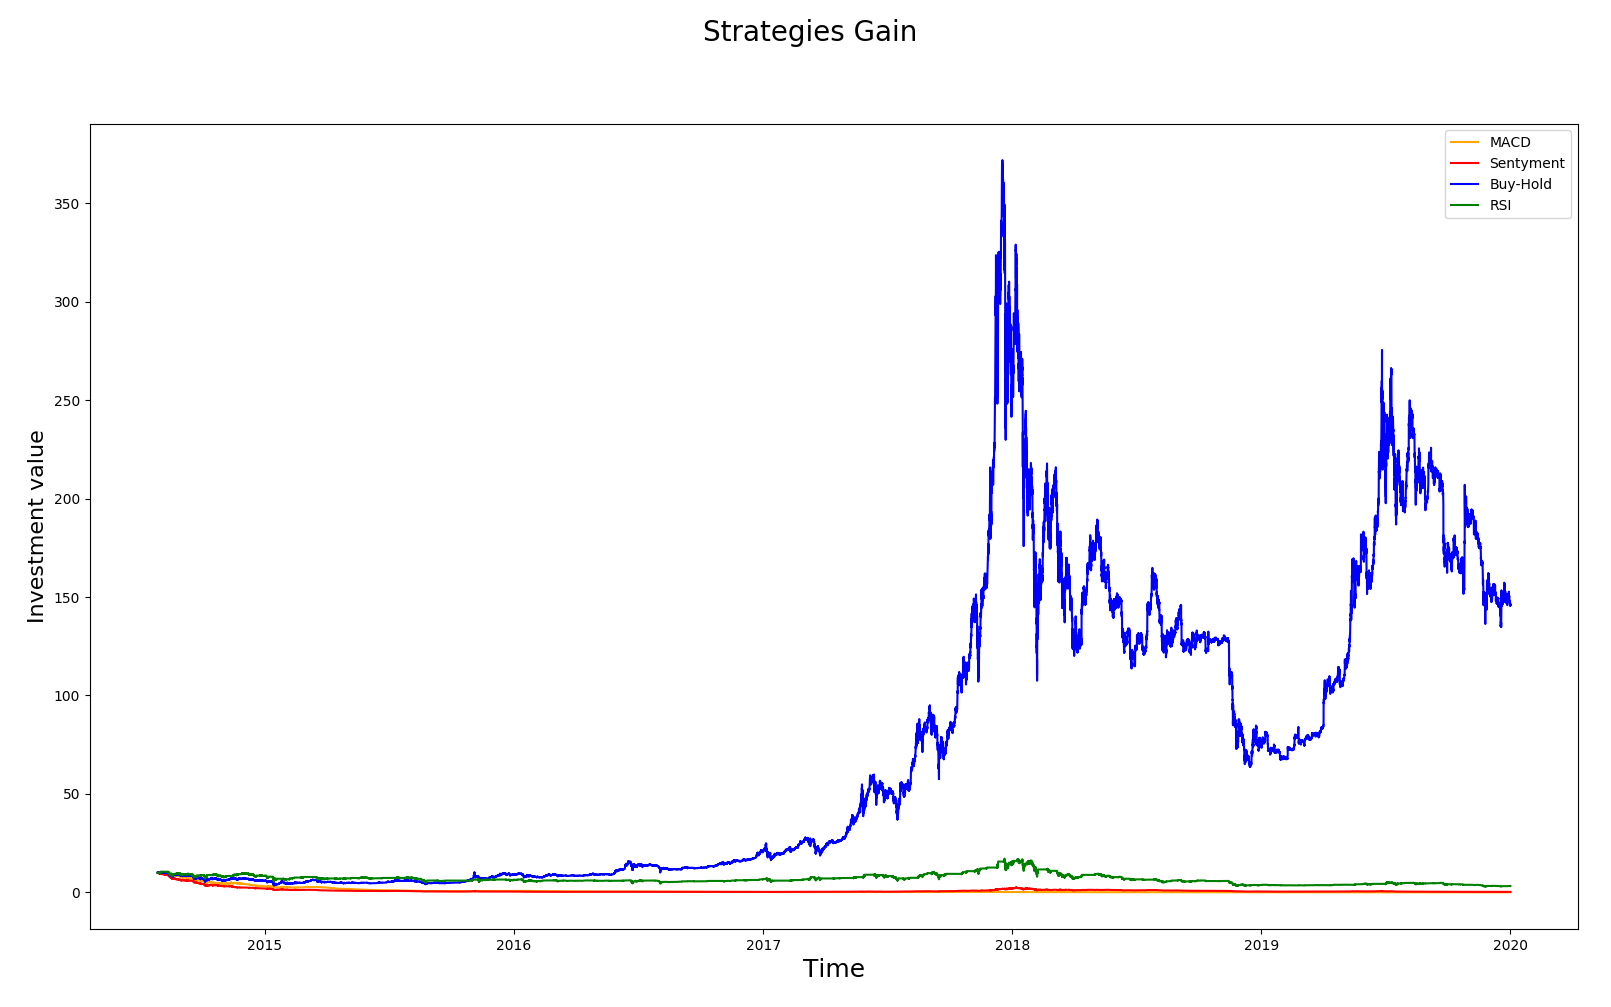 Strategies Gain
MACD
Sentyment
Buy-Hold
RSI
Investment value
350
300
250
200
150
100
50
0
2015 2016 2017 2018 2019 2020
Time